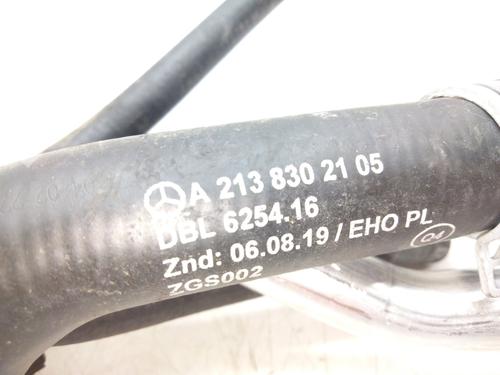 A 213 830 21 05
DBL 6254.16
Znd: 06.08.19 / EHO PL
ZGS002